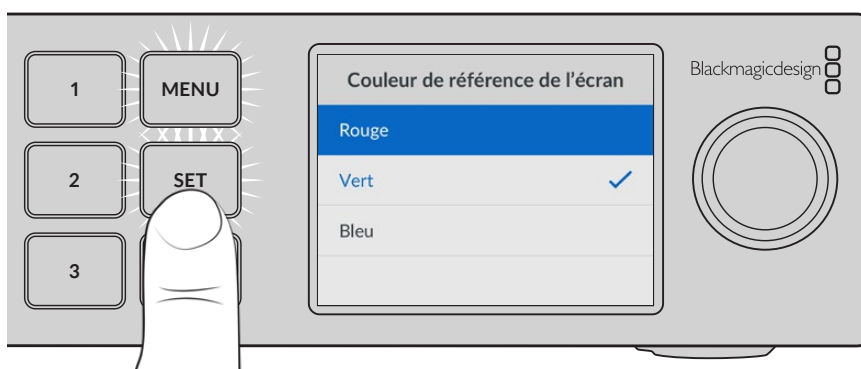 1
MENU
2
SET
3
Couleur de référence de l’écran
Rouge
Vert
Bleu
Blackmagicdesign